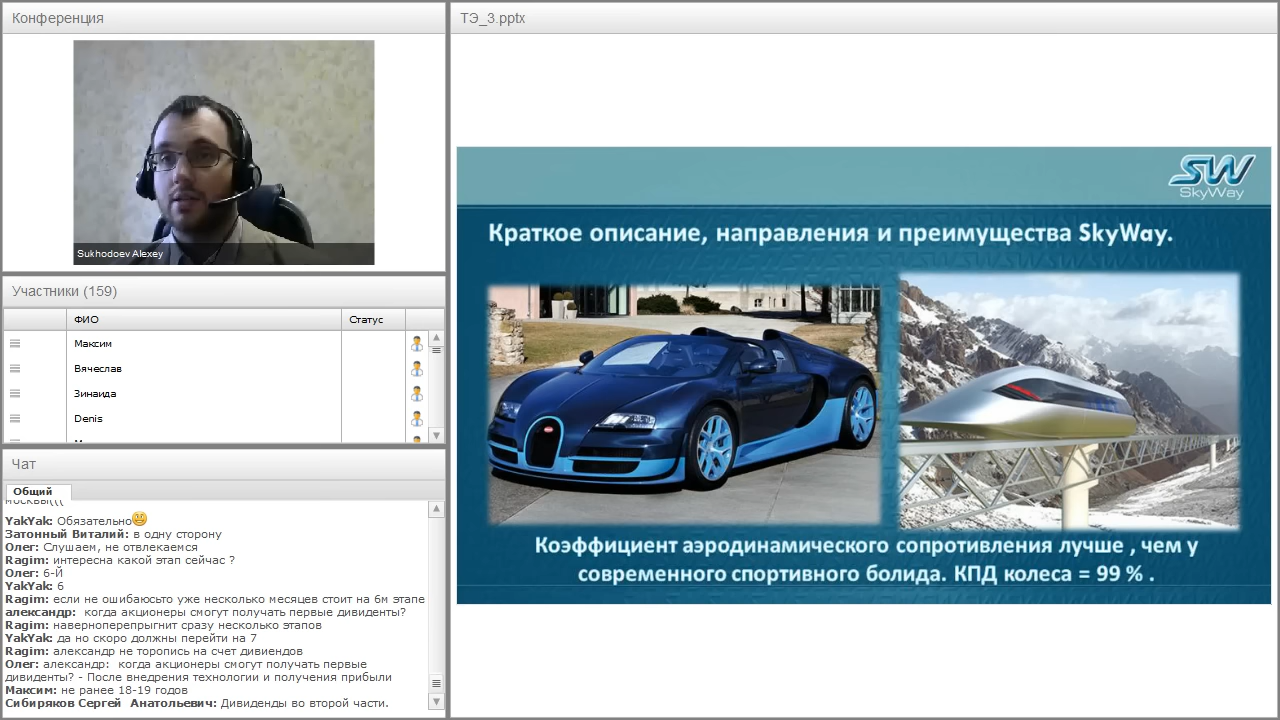 Конференция
Sukhodoev Alexey
Участники (159)
ФИО
Статус
Максим
Вячеслав
Зинаида
Denis
Чат
Общий
москвы(((
YakYak: Обязательно
Затонный Виталий: в одну сторону
Олег: Слушаем, не отвлекаемся
Ragim: интересна какой этап сейчас ?
Олег: 6-Й
YakYak: 6
Ragim: если не ошибаюсьто уже несколько месяцев стоит на 6м этапе
александр: когда акционеры смогут получать первые дивиденты?
Ragim: наверноперепрыгнит сразу несколько этапов
YakYak: да но скоро должны перейти на 7
Ragim: александр не торопись на счет дивиендов
Олег: александр: когда акционеры смогут получать первые
дивиденты? - После внедрения технологии и получения прибыли
Максим: не ранее 18-19 годов
Сибиряков Сергей Анатольевич: Дивиденды во второй части.
ТЭ_3.pptx
SW
SkyWay
Краткое описание, направления и преимущества SkyWay.
Коэффициент аэродинамического сопротивления лучше , чем у
современного спортивного болида. КПД колеса = 99 % .